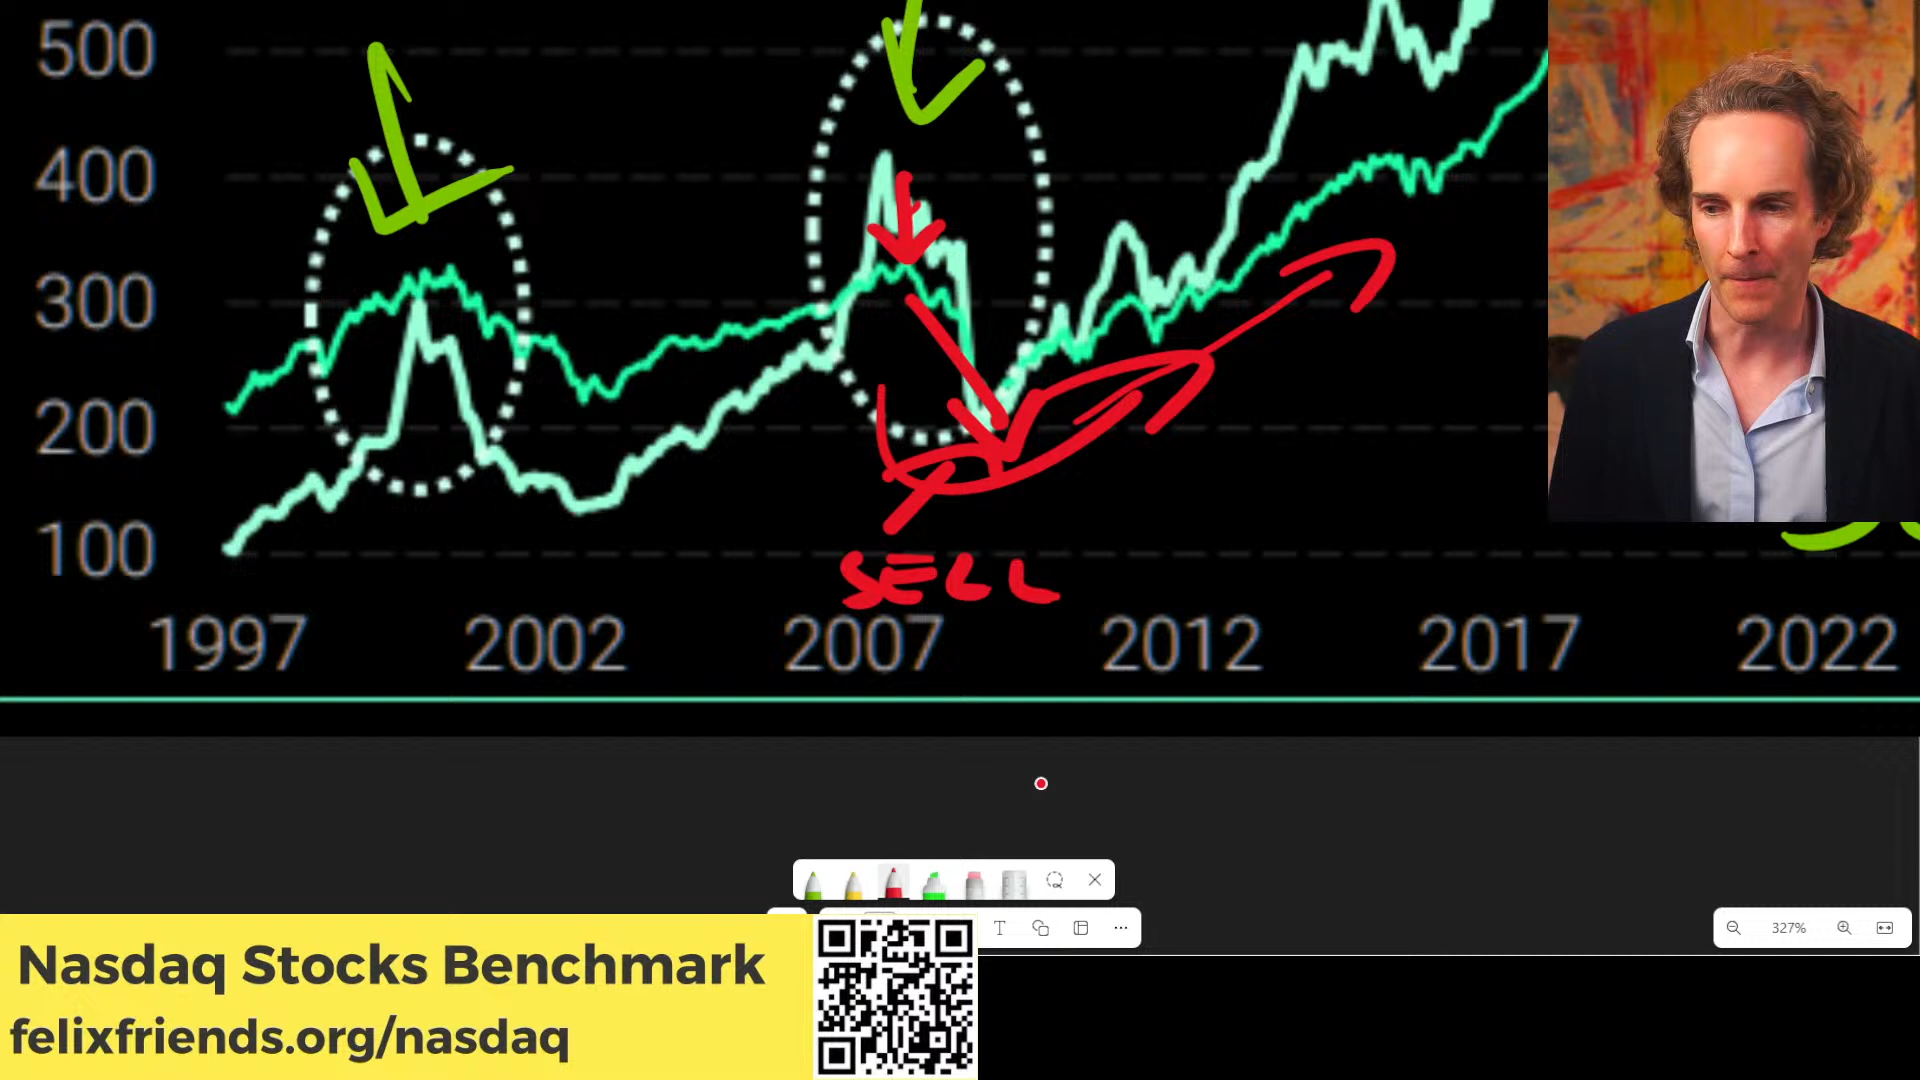 500
400
300
200
100
SELL
1997 2002 2007 2012 2017 2022
T
327%
Nasdaq Stocks Benchmark
felixfriends.org/nasdaq